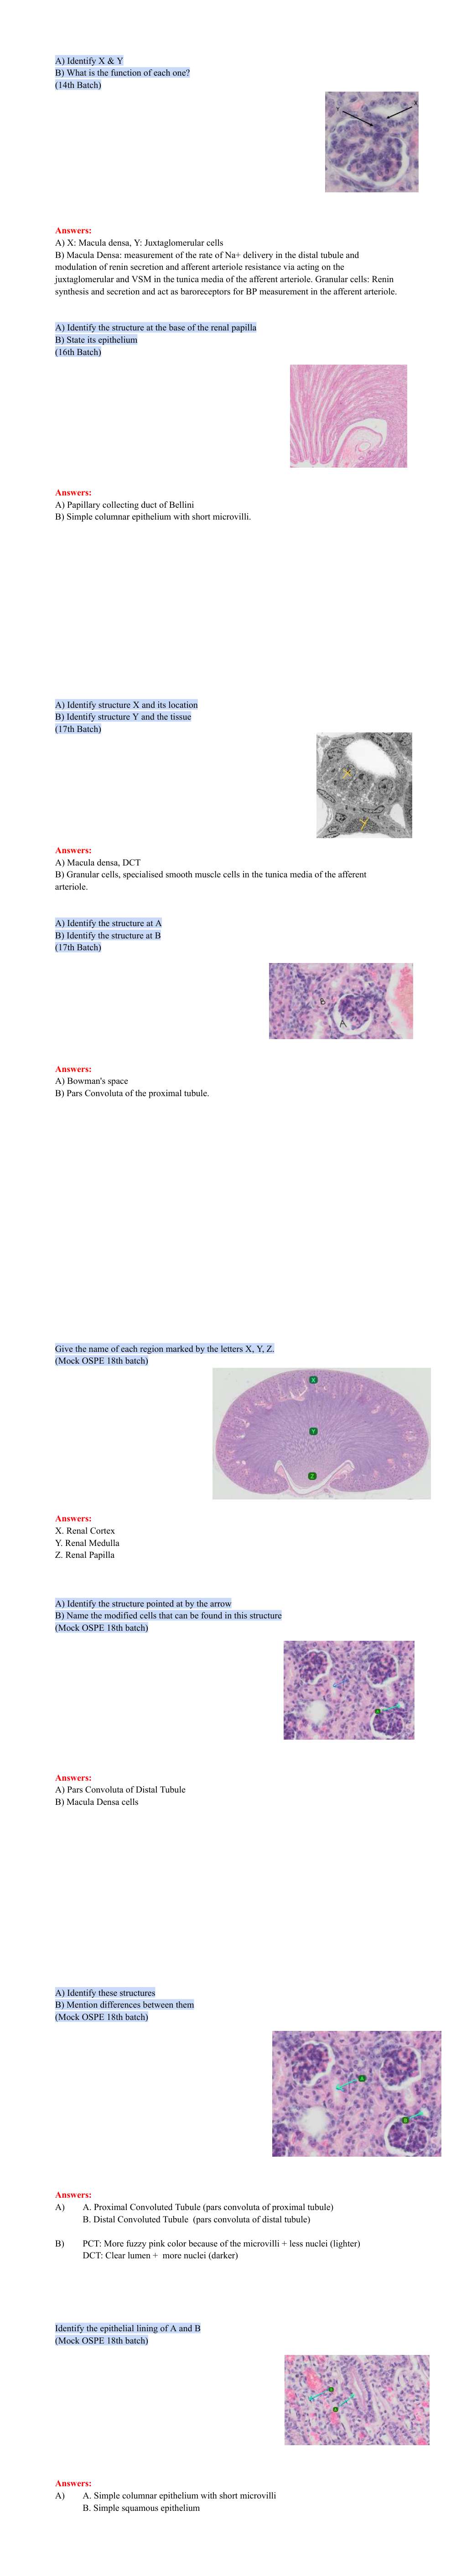 A) Identify X & Y
B) What is the function of each one?
(14th Batch)
Y
X
Answers:
A) X: Macula densa, Y: Juxtaglomerular cells
B) Macula Densa: measurement of the rate of Na+ delivery in the distal tubule and
modulation of renin secretion and afferent arteriole resistance via acting on the
juxtaglomerular and VSM in the tunica media of the afferent arteriole. Granular cells: Renin
synthesis and secretion and act as baroreceptors for BP measurement in the afferent arteriole.
A) Identify the structure at the base of the renal papilla
B) State its epithelium
(16th Batch)
Answers:
A) Papillary collecting duct of Bellini
B) Simple columnar epithelium with short microvilli.
A) Identify structure X and its location
B) Identify structure Y and the tissue
(17th Batch)
X
Y
Answers:
A) Macula densa, DCT
B) Granular cells, specialised smooth muscle cells in the tunica media of the afferent
arteriole.
A) Identify the structure at A
B) Identify the structure at B
(17th Batch)
B
A
Answers:
A) Bowman's space
B) Pars Convoluta of the proximal tubule.
Give the name of each region marked by the letters X, Y, Z.
(Mock OSPE 18th batch)
X
Y
Z
Answers:
X. Renal Cortex
Y. Renal Medulla
Z. Renal Papilla
A) Identify the structure pointed at by the arrow
B) Name the modified cells that can be found in this structure
(Mock OSPE 18th batch)
Answers:
A) Pars Convoluta of Distal Tubule
B) Macula Densa cells
A) Identify these structures
B) Mention differences between them
(Mock OSPE 18th batch)
A
B
Answers:
A) A. Proximal Convoluted Tubule (pars convoluta of proximal tubule)
B. Distal Convoluted Tubule (pars convoluta of distal tubule)
B) PCT: More fuzzy pink color because of the microvilli + less nuclei (lighter)
DCT: Clear lumen + more nuclei (darker)
Identify the epithelial lining of A and B
(Mock OSPE 18th batch)
Answers:
A) A. Simple columnar epithelium with short microvilli
B. Simple squamous epithelium